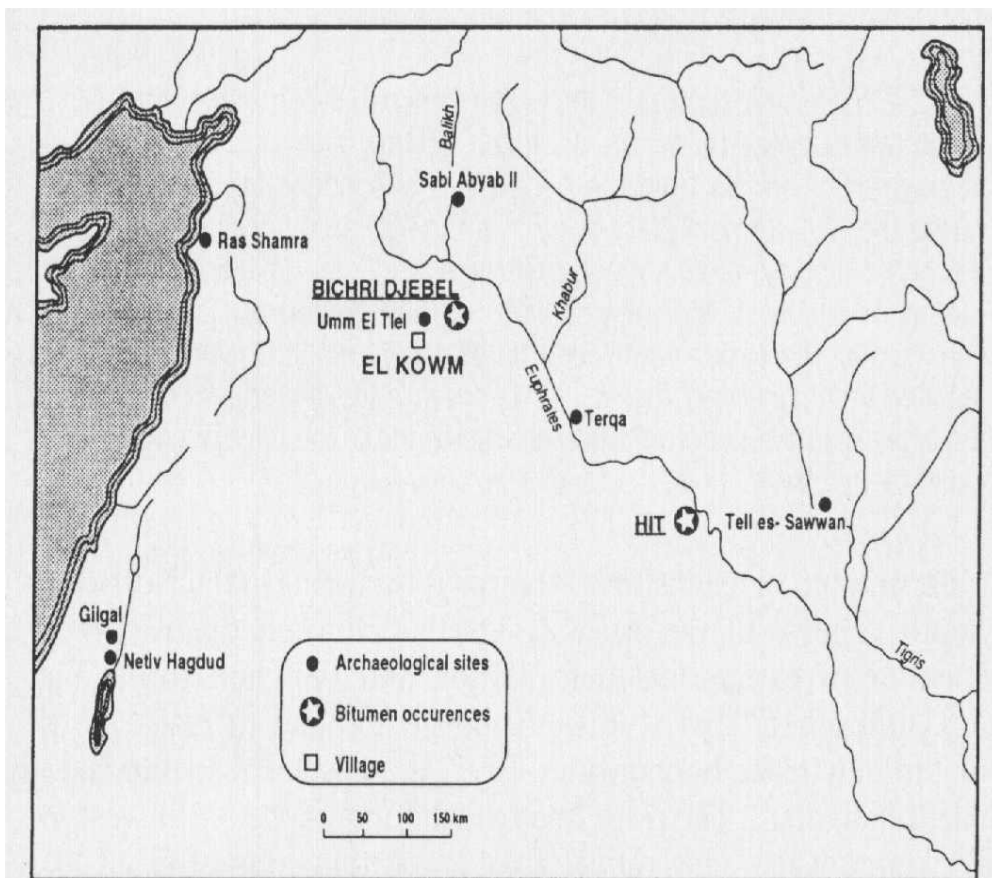 Balikh
Sabi Abyab II
Ras Shamra
BICHRI DJEBEL
Khabur
Umm El Tlel
EL KOWM
Euphrates
Terqa
HIT
Tell es- Sawwan
Gilgal
Netiv Hagdud
Tigris
Archaeological sites
Bitumen occurences
Village
0 50 100 150 km